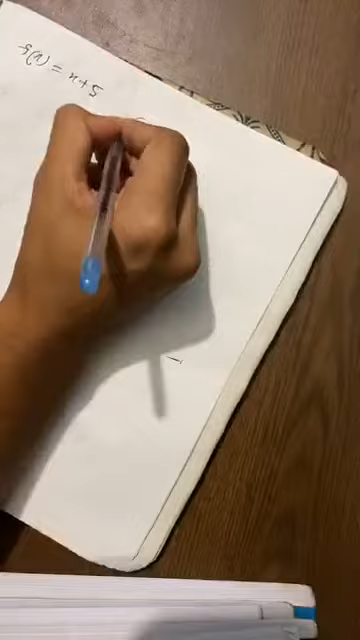 f(x) = x+5